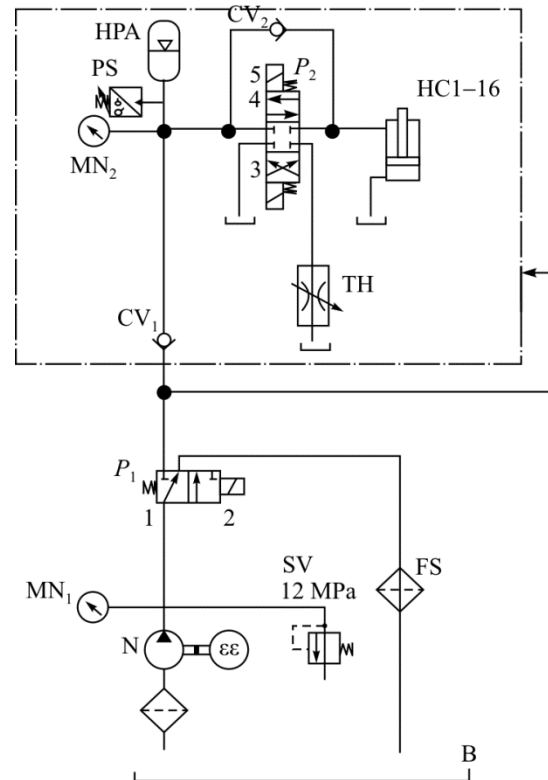 HPA
CV₂
PS
5
P₂
4
HC1–16
MN₂
3
TH
CV₁
P₁
1
2
SV
12 MPa
FS
MN₁
N
εε
B